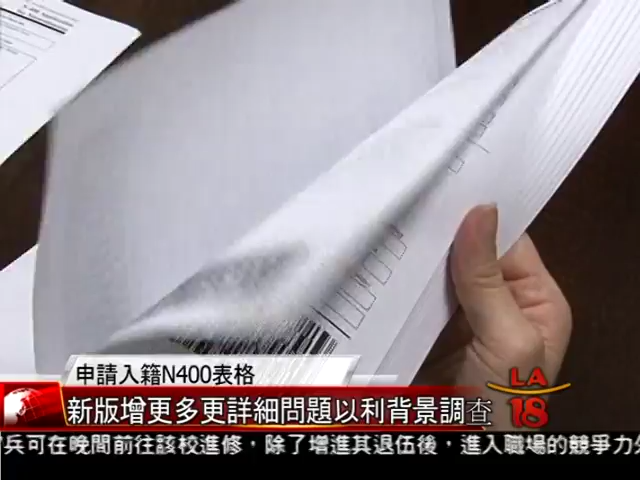 申請入籍N400表格
新版增更多更詳細問題以利背景調查
LA
18
兵可在晚間前往該校進修，除了增進其退伍後，進入職場的競爭力